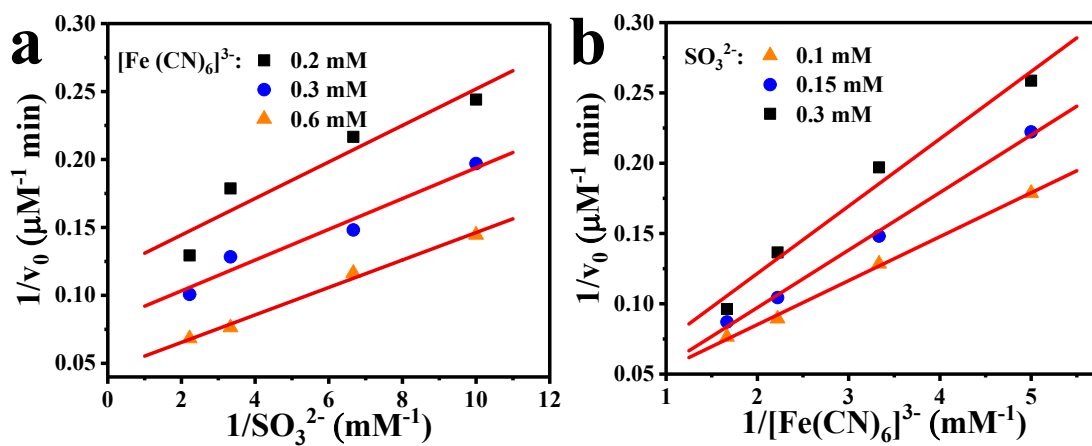 a
[Fe (CN)₆]³⁻:
0.2 mM
0.3 mM
0.6 mM
1/v₀ (μM⁻¹ min)
0.30
0.25
0.20
0.15
0.10
0.05
0 2 4 6 8 10 12
1/SO₃²⁻ (mM⁻¹)
b
SO₃²⁻:
0.1 mM
0.15 mM
0.3 mM
1/v₀ (μM⁻¹ min)
0.30
0.25
0.20
0.15
0.10
0.05
1 2 3 4 5
1/[Fe(CN)₆]³⁻ (mM⁻¹)